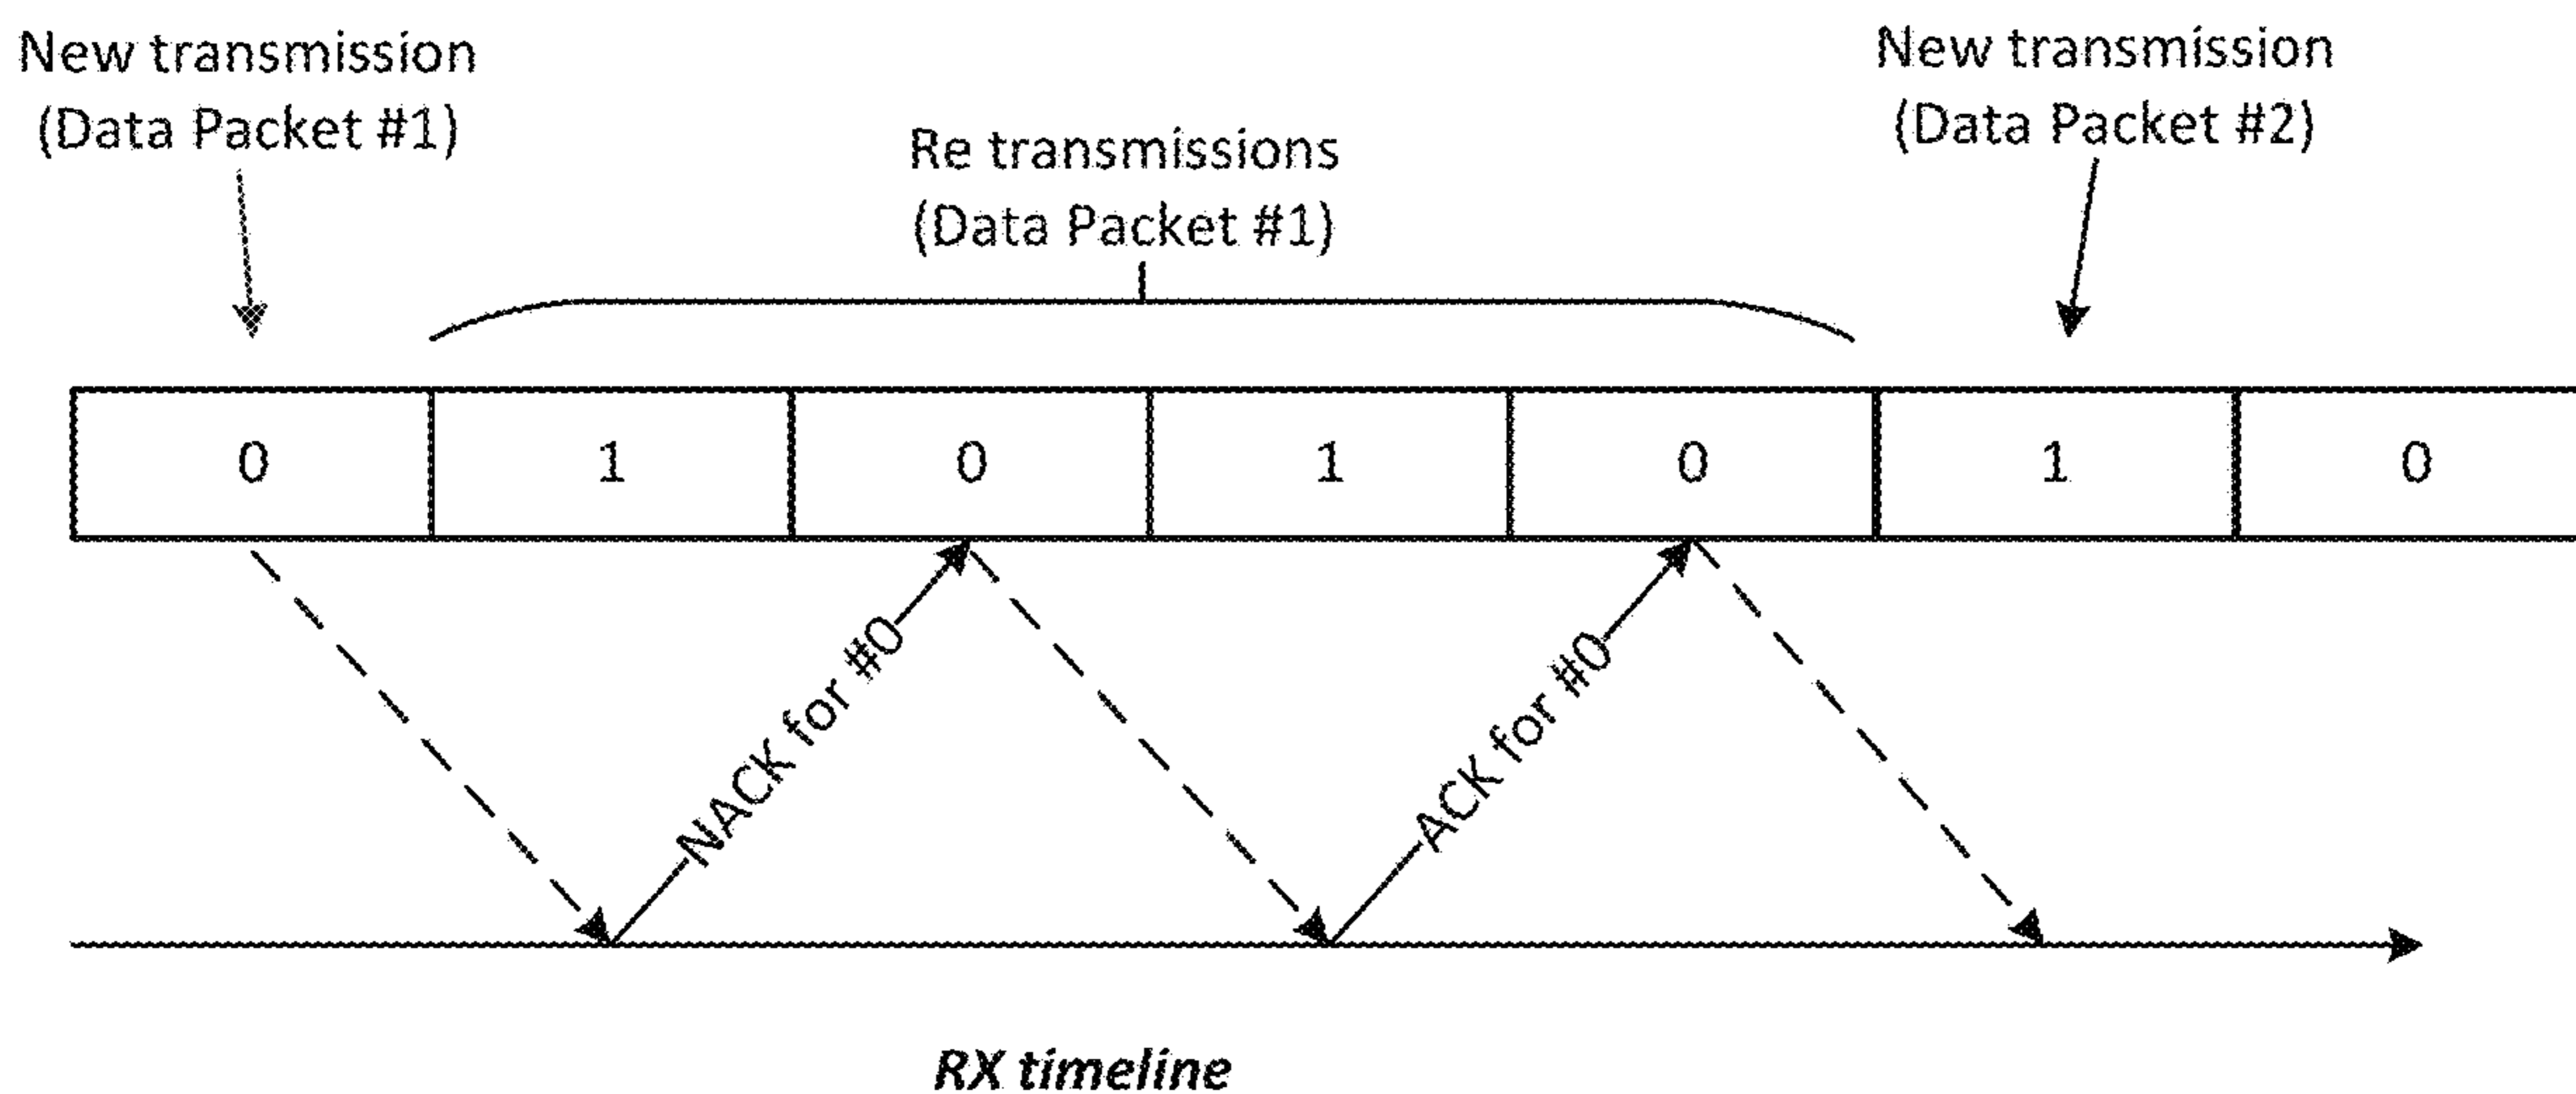 New transmission
(Data Packet #1)
Re transmissions
(Data Packet #1)
New transmission
(Data Packet #2)
0 1 0 1 0 1 0
NACK for #0
ACK for #0
RX timeline